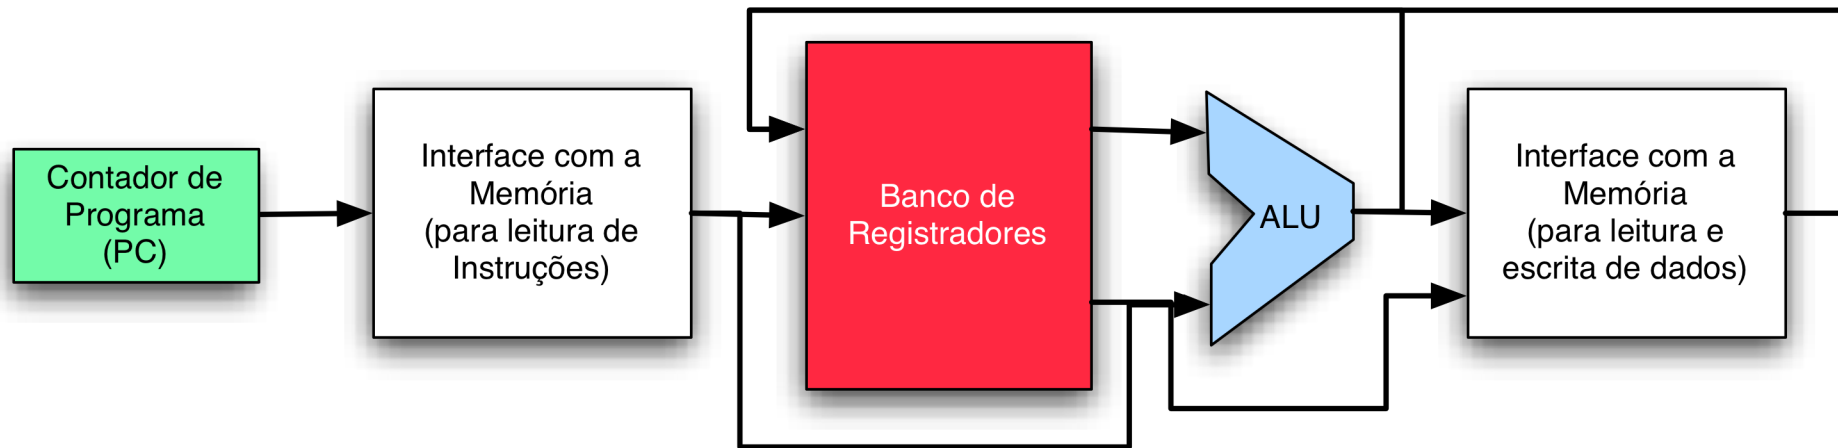 Contador de
Programa
(PC)
Interface com a
Memória
(para leitura de
Instruções)
Banco de
Registradores
ALU
Interface com a
Memória
(para leitura e
escrita de dados)